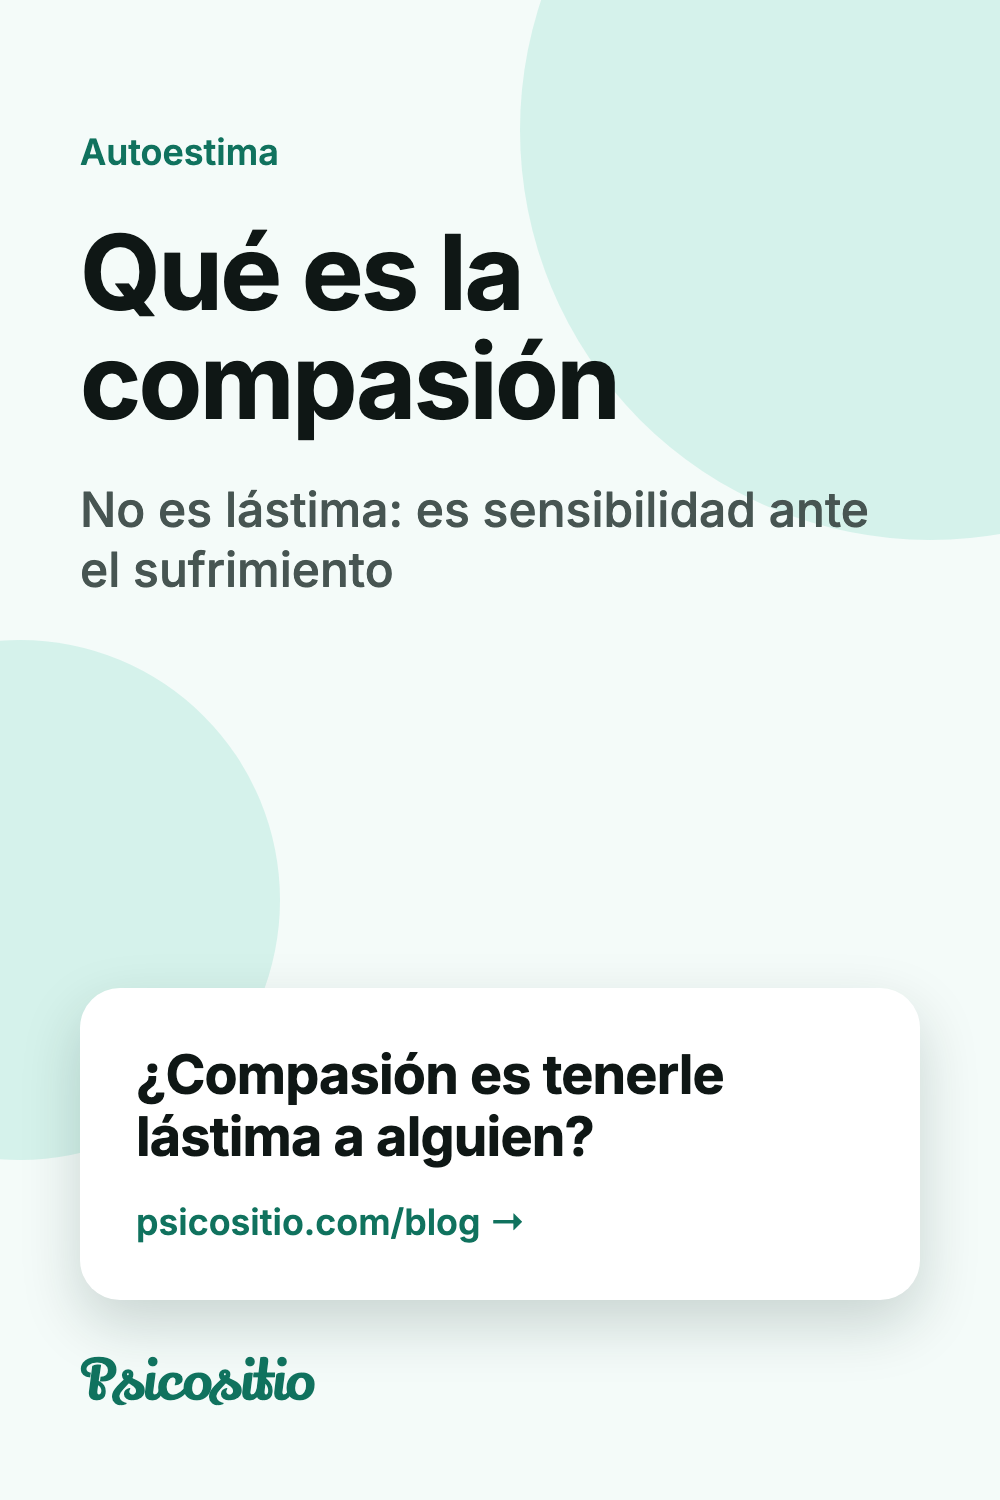 Autoestima
Qué es la
compasión
No es lástima: es sensibilidad ante
el sufrimiento
¿Compasión es tenerle
lástima a alguien?
psicositio.com/blog →
Psicositio